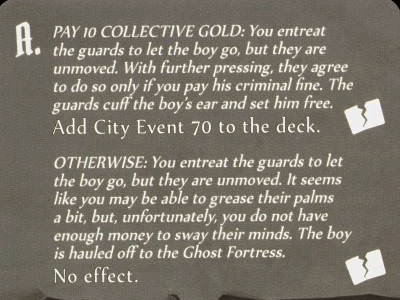 A.
PAY 10 COLLECTIVE GOLD: You entreat
the guards to let the boy go, but they are
unmoved. With further pressing, they agree
to do so only if you pay his criminal fine. The
guards cuff the boy's ear and set him free.
Add City Event 70 to the deck.
OTHERWISE: You entreat the guards to let
the boy go, but they are unmoved. It seems
like you may be able to grease their palms
a bit, but, unfortunately, you do not have
enough money to sway their minds. The boy
is hauled off to the Ghost Fortress.
No effect.